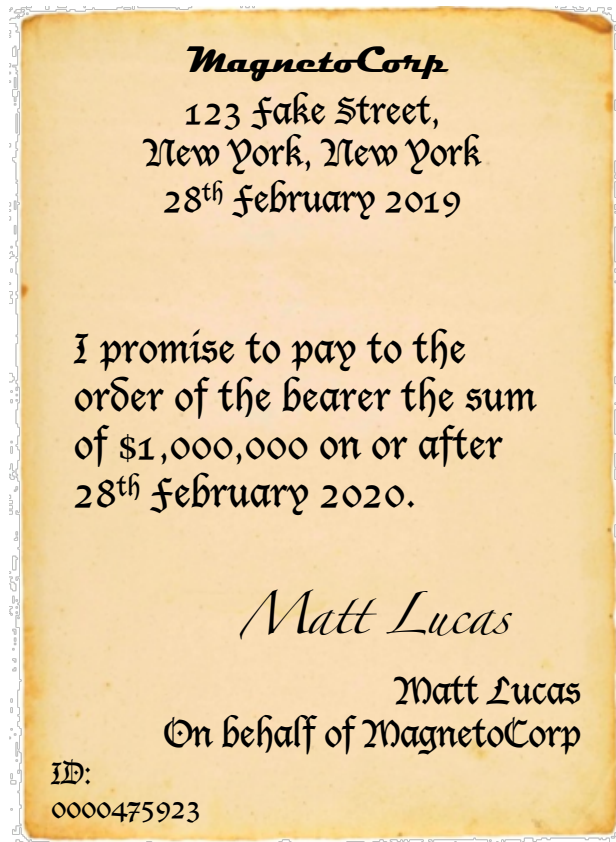 MagnetoCorp
123 Fake Street,
New York, New York
28th February 2019
I promise to pay to the
order of the bearer the sum
of $1,000,000 on or after
28th February 2020.
Matt Lucas
Matt Lucas
On behalf of MagnetoCorp
ID:
0000475923